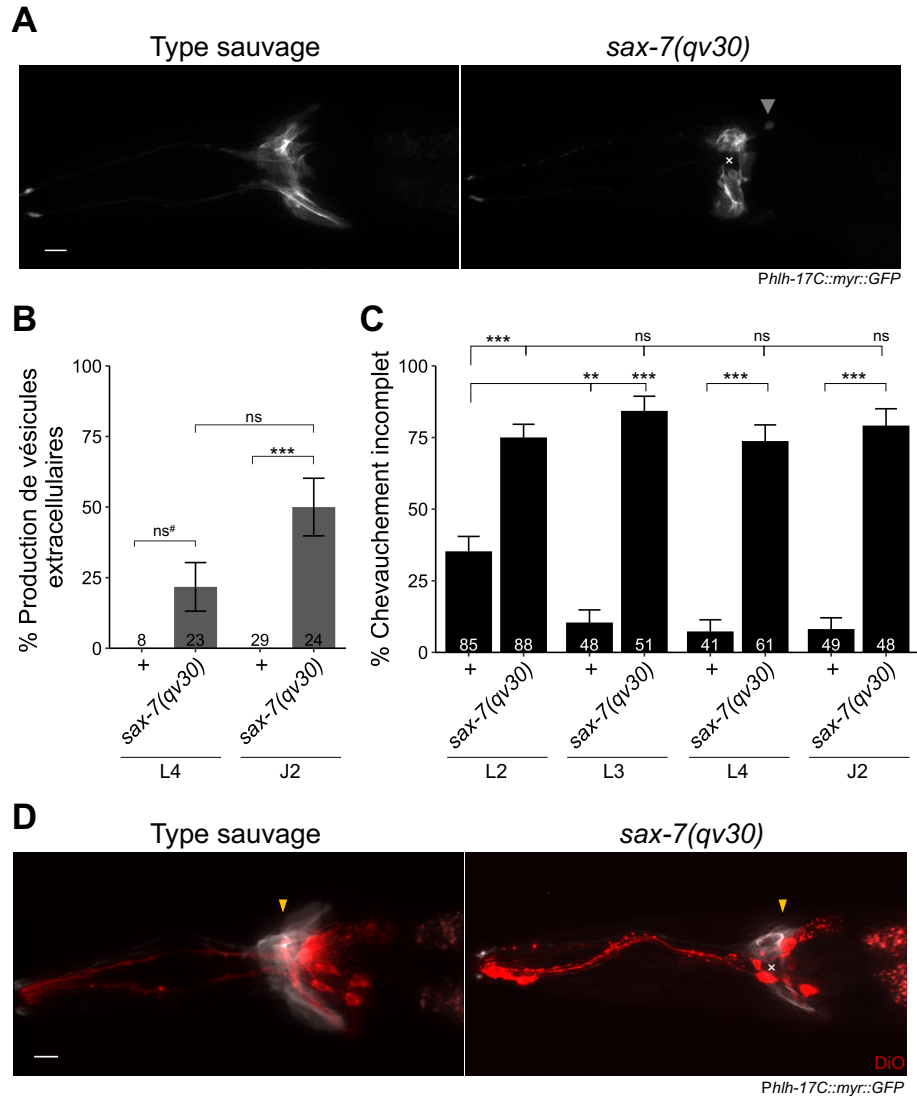 A
Type sauvage
sax-7(qv30)
×
Phlh-17C::myr::GFP
B
% Production de vésicules
extracellulaires
100
75
50
25
0
ns
***
ns#
8
23
29
24
+
sax-7(qv30)
+
sax-7(qv30)
L4
J2
C
% Chevauchement incomplet
100
75
50
25
0
***
ns
ns
ns
**
***
***
***
85
88
48
51
41
61
49
48
+
sax-7(qv30)
+
sax-7(qv30)
+
sax-7(qv30)
+
sax-7(qv30)
L2
L3
L4
J2
D
Type sauvage
sax-7(qv30)
×
DiO
Phlh-17C::myr::GFP